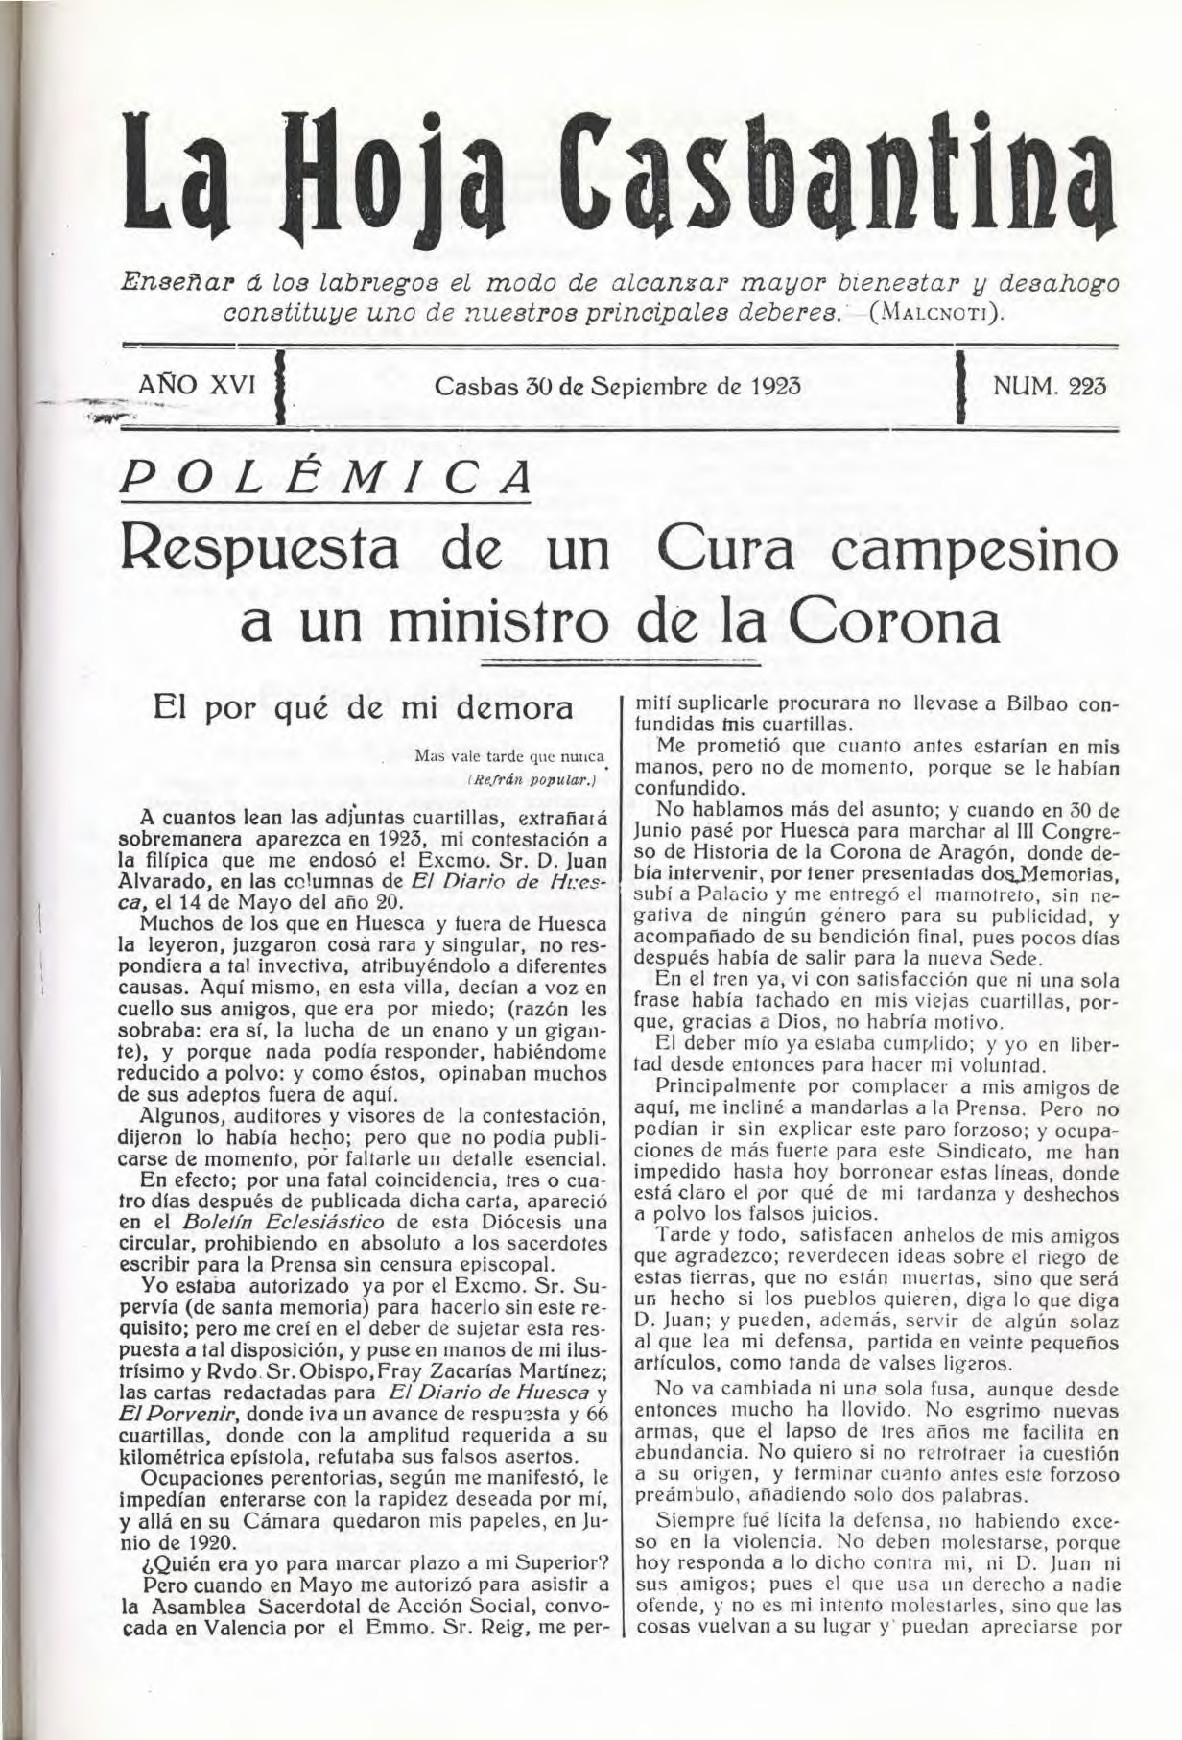 La Hoja Casbantina
Enseñar á los labriegos el modo de alcanzar mayor bienestar y desahogo
constituye uno de nuestros principales deberes. (MALCNOTI).
AÑO XVI
Casbas 30 de Sepiembre de 1923
NUM. 223
POLÉMICA
Respuesta de un Cura campesino
a un ministro de la Corona
El por qué de mi demora
Mas vale tarde que nunca
(Refrán popular.)
A cuantos lean las adjuntas cuartillas, extrañará
sobremanera aparezca en 1923, mi contestación a
la filípica que me endosó el Excmo. Sr. D. Juan
Alvarado, en las columnas de El Diario de Hues-
ca, el 14 de Mayo del año 20.
Muchos de los que en Huesca y fuera de Huesca
la leyeron, juzgaron cosa rara y singular, no res-
pondiera a tal invectiva, atribuyéndolo a diferentes
causas. Aquí mismo, en esta villa, decían a voz en
cuello sus amigos, que era por miedo; (razón les
sobraba: era sí, la lucha de un enano y un gigan-
te), y porque nada podía responder, habiéndome
reducido a polvo: y como éstos, opinaban muchos
de sus adeptos fuera de aquí.
Algunos, auditores y visores de la contestación,
dijeron lo había hecho; pero que no podía publi-
carse de momento, por faltarle un detalle esencial.
En efecto; por una fatal coincidencia, tres o cua-
tro días después de publicada dicha carta, apareció
en el Boletín Eclesiástico de esta Diócesis una
circular, prohibiendo en absoluto a los sacerdotes
escribir para la Prensa sin censura episcopal.
Yo estaba autorizado ya por el Excmo. Sr. Su-
pervía (de santa memoria) para hacerlo sin este re-
quisito; pero me creí en el deber de sujetar esta res-
puesta a tal disposición, y puse en manos de mi ilus-
trísimo y Rvdo. Sr. Obispo, Fray Zacarías Martínez;
las cartas redactadas para El Diario de Huesca y
El Porvenir, donde iva un avance de respuesta y 66
cuartillas, donde con la amplitud requerida a su
kilométrica epístola, refutaba sus falsos asertos.
Ocupaciones perentorias, según me manifestó, le
impedían enterarse con la rapidez deseada por mí,
y allá en su Cámara quedaron mis papeles, en Ju-
nio de 1920.
¿Quién era yo para marcar plazo a mi Superior?
Pero cuando en Mayo me autorizó para asistir a
la Asamblea Sacerdotal de Acción Social, convo-
cada en Valencia por el Emmo. Sr. Reig, me per-
mití suplicarle procurara no llevase a Bilbao con-
fundidas mis cuartillas.
Me prometió que cuanto antes estarían en mis
manos, pero no de momento, porque se le habían
confundido.
No hablamos más del asunto; y cuando en 30 de
Junio pasé por Huesca para marchar al III Congre-
so de Historia de la Corona de Aragón, donde de-
bía intervenir, por tener presentadas dos Memorias,
subí a Palacio y me entregó el mamotreto, sin ne-
gativa de ningún género para su publicidad, y
acompañado de su bendición final, pues pocos días
después había de salir para la nueva Sede.
En el tren ya, vi con satisfacción que ni una sola
frase había tachado en mis viejas cuartillas, por-
que, gracias a Dios, no habría motivo.
El deber mío ya estaba cumplido; y yo en liber-
tad desde entonces para hacer mi voluntad.
Principalmente por complacer a mis amigos de
aquí, me incliné a mandarlas a la Prensa. Pero no
podían ir sin explicar este paro forzoso; y ocupa-
ciones de más fuerte para este Sindicato, me han
impedido hasta hoy borronear estas líneas, donde
está claro el por qué de mi tardanza y deshechos
a polvo los falsos juicios.
Tarde y todo, satisfacen anhelos de mis amigos
que agradezco; reverdecen ideas sobre el riego de
estas tierras, que no están muertas, sino que será
un hecho si los pueblos quieren, diga lo que diga
D. Juan; y pueden, además, servir de algún solaz
al que lea mi defensa, partida en veinte pequeños
artículos, como tanda de valses ligeros.
No va cambiada ni una sola fusa, aunque desde
entonces mucho ha llovido. No esgrimo nuevas
armas, que el lapso de tres años me facilita en
abundancia. No quiero si no retrotraer la cuestión
a su origen, y terminar cuanto antes este forzoso
preámbulo, añadiendo solo dos palabras.
Siempre fué lícita la defensa, no habiendo exce-
so en la violencia. No deben molestarse, porque
hoy responda a lo dicho contra mi, ni D. Juan ni
sus amigos; pues el que usa un derecho a nadie
ofende, y no es mi intento molestarles, sino que las
cosas vuelvan a su lugar y puedan apreciarse por